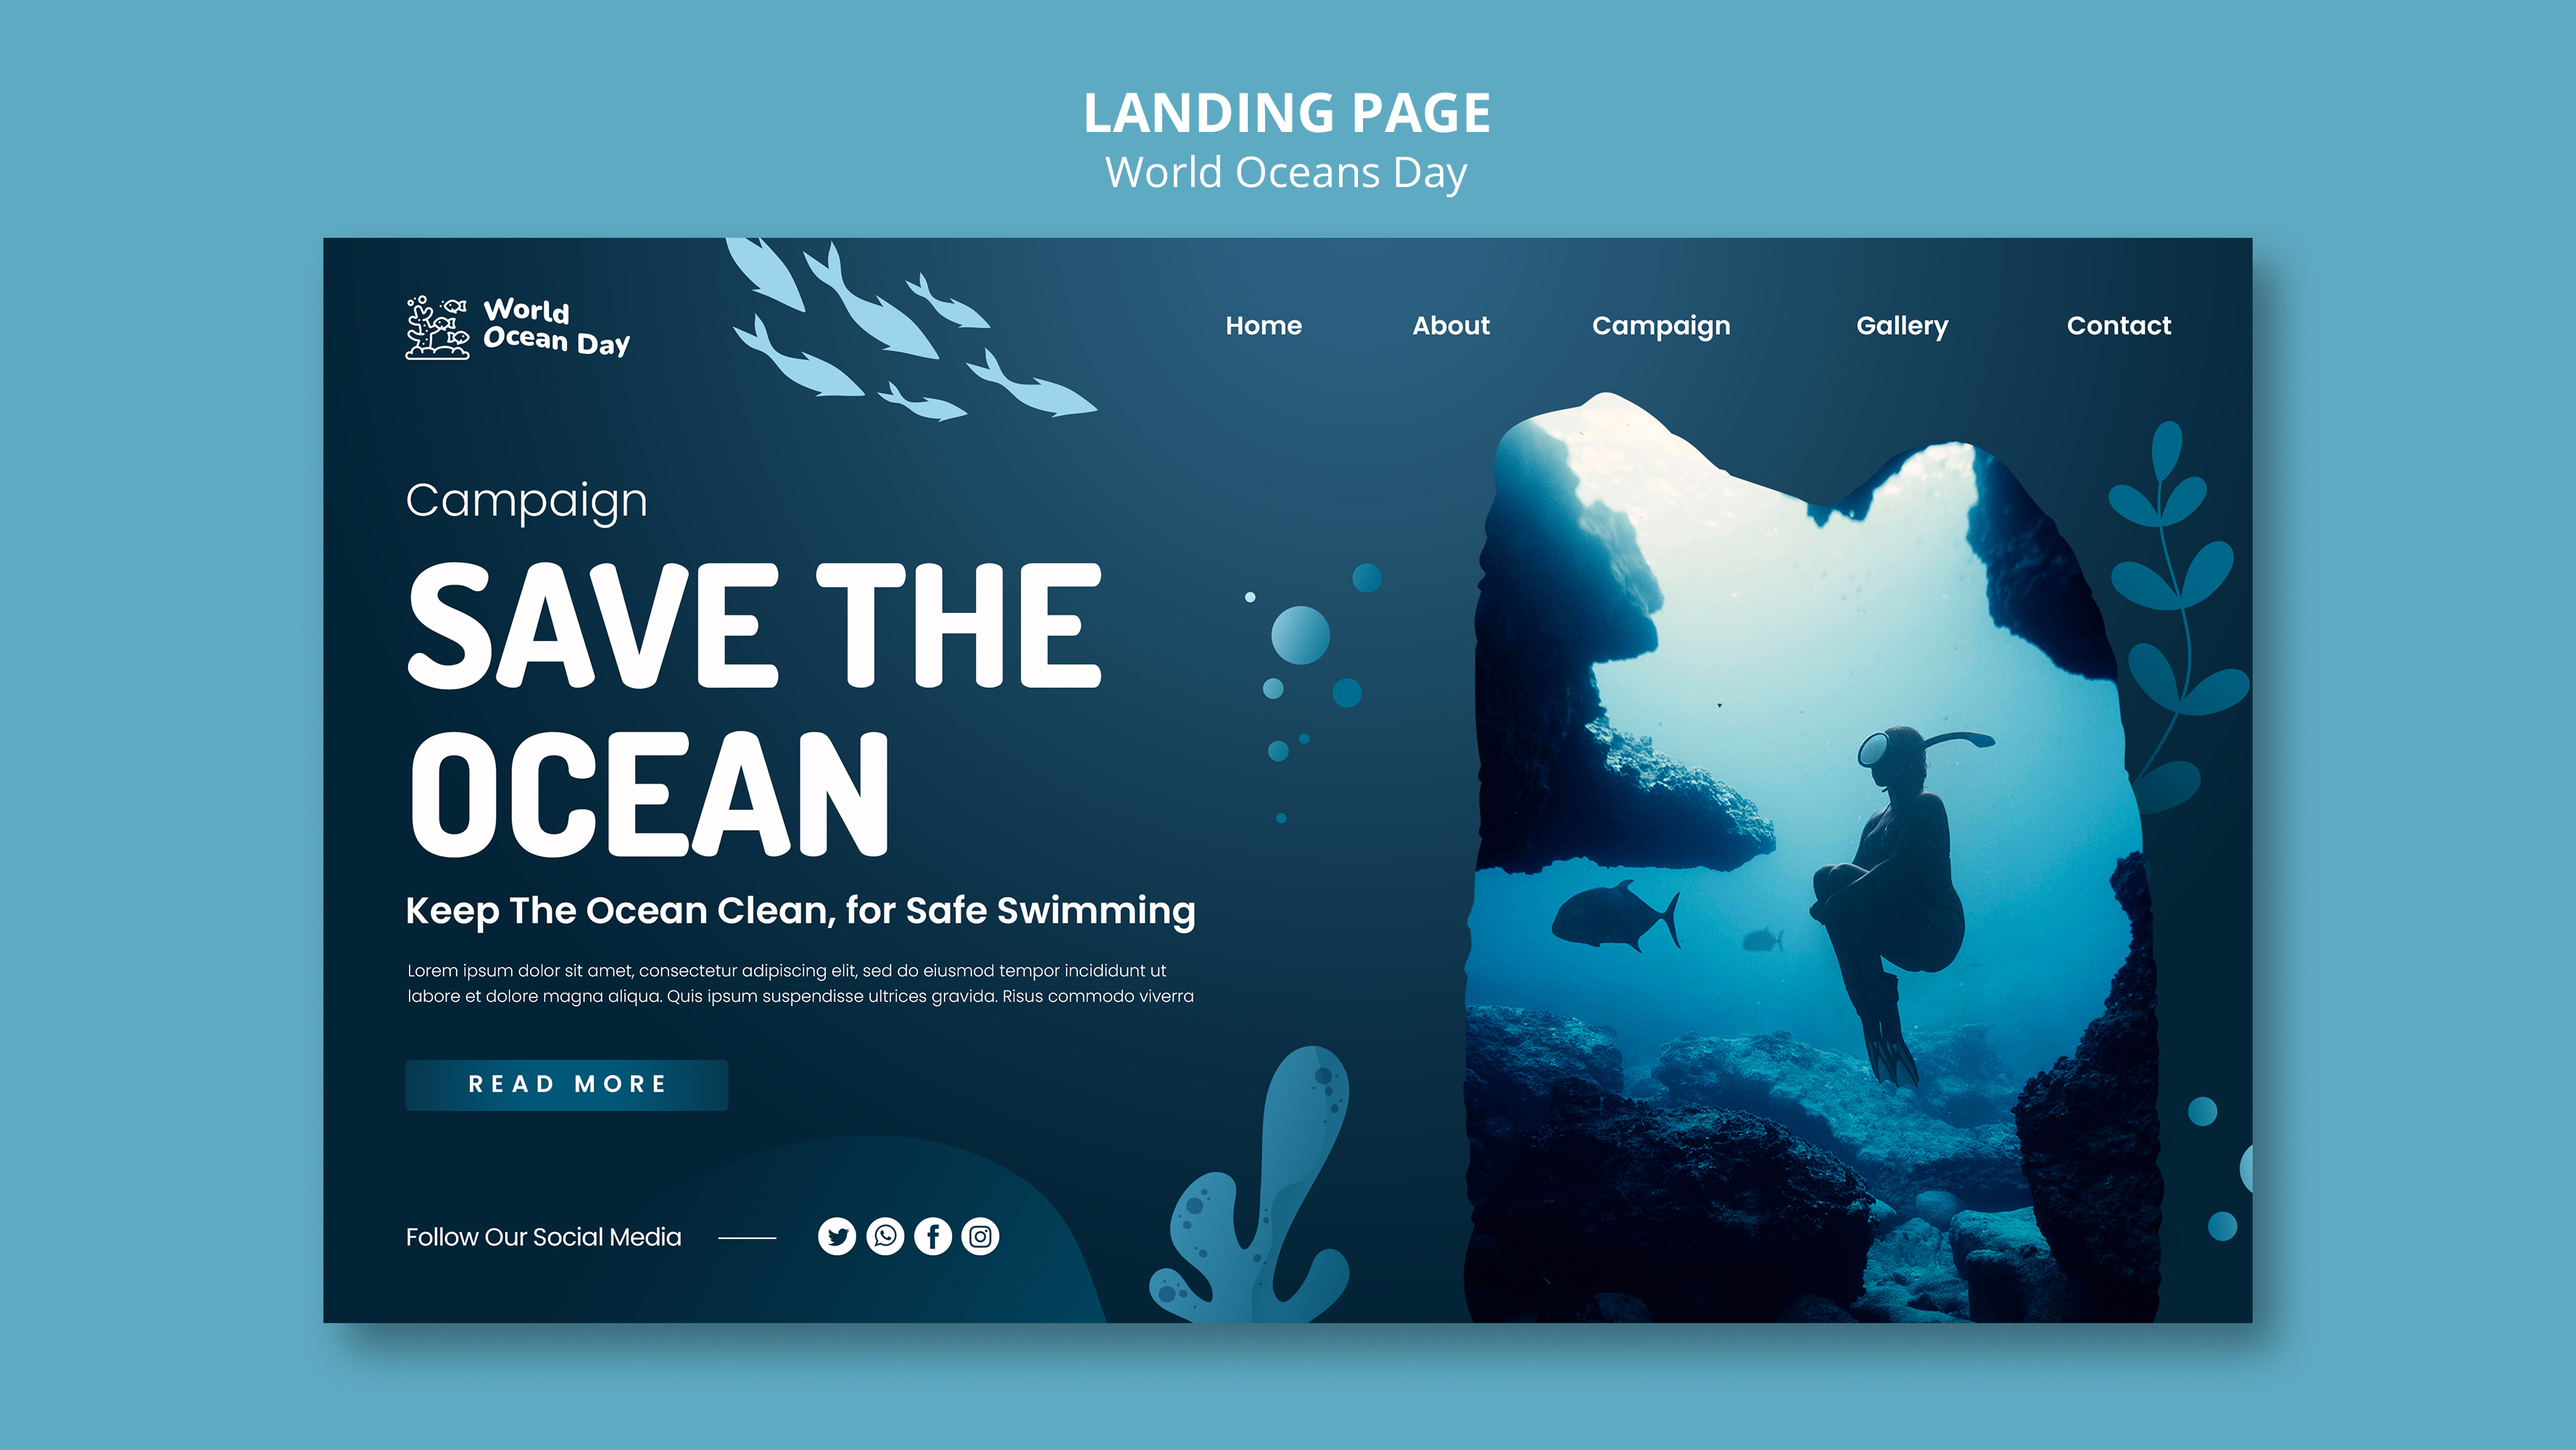 LANDING PAGE
World Oceans Day
World
Ocean Day
Home About Campaign Gallery Contact
Campaign
SAVE THE
OCEAN
Keep The Ocean Clean, for Safe Swimming
Lorem ipsum dolor sit amet, consectetur adipiscing elit, sed do eiusmod tempor incididunt ut
labore et dolore magna aliqua. Quis ipsum suspendisse ultrices gravida. Risus commodo viverra
READ MORE
Follow Our Social Media